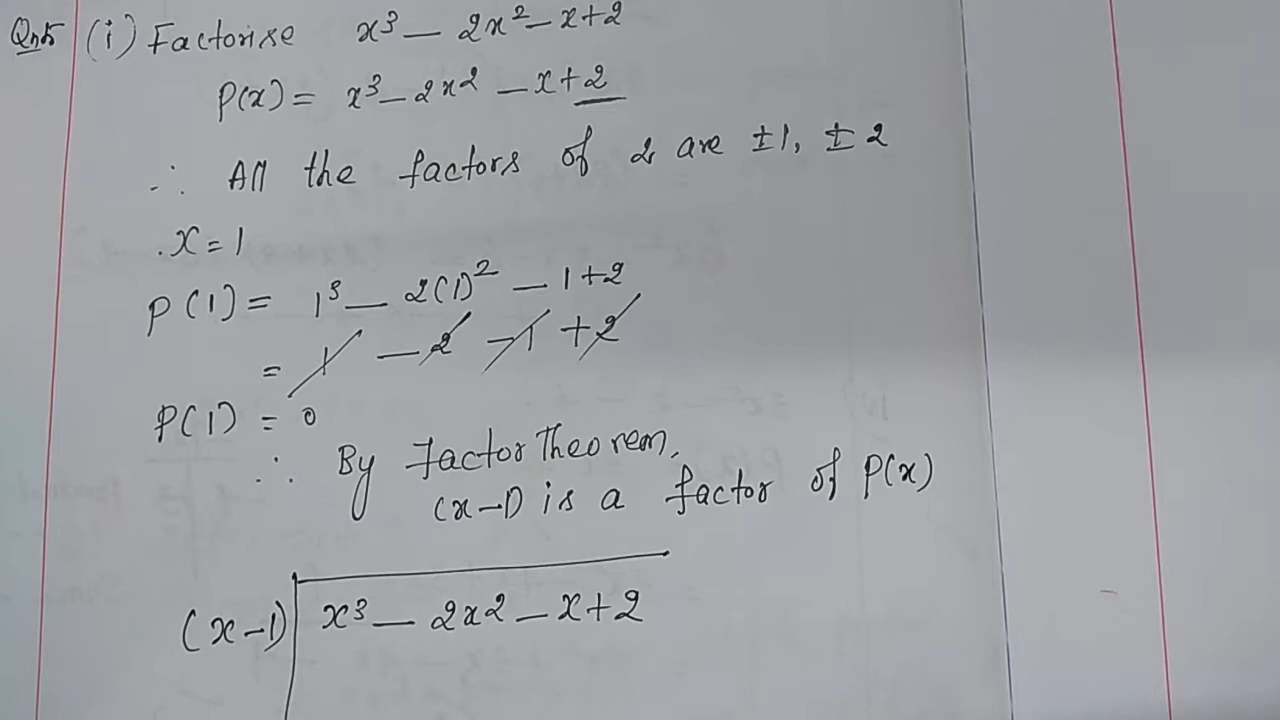 Qn5 (i) Factorise x³ – 2x² – x + 2
P(x) = x³ – 2x² – x + 2
∴ All the factors of 2 are ±1, ±2
.x = 1
P(1) = 1³ – 2(1)² – 1 + 2
= 1 – 2 – 1 + 2
P(1) = 0
∴ By Factor Theorem,
(x–1) is a factor of P(x)
(x–1) x³ – 2x2 – x + 2